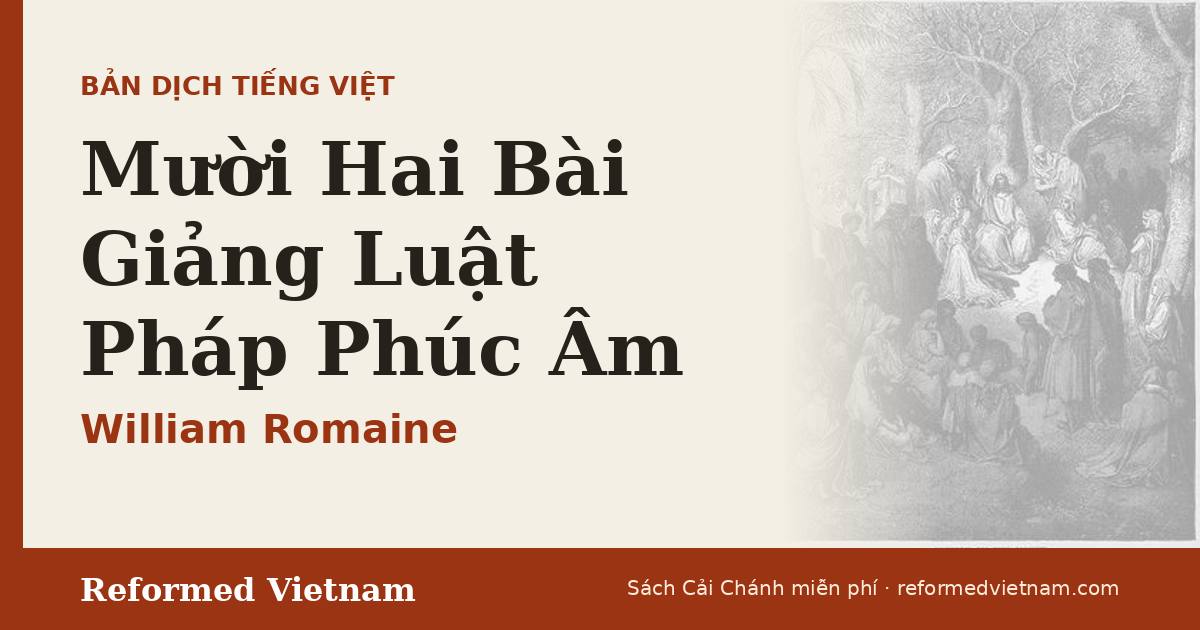 BẢN DỊCH TIẾNG VIỆT
Mười Hai Bài
Giảng Luật
Pháp Phúc Âm
William Romaine
Reformed Vietnam
Sách Cải Chánh miễn phí · reformedvietnam.com